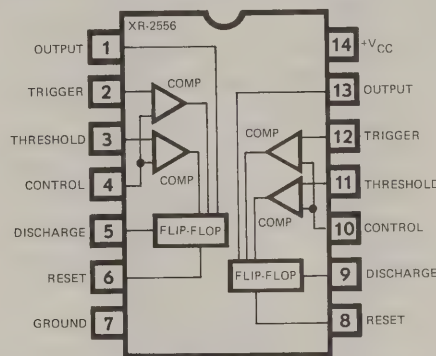 XR-2556
OUTPUT 1
TRIGGER 2
THRESHOLD 3
CONTROL 4
DISCHARGE 5
RESET 6
GROUND 7
COMP
COMP
FLIP-FLOP
14 +VCC
13 OUTPUT
12 TRIGGER
11 THRESHOLD
10 CONTROL
9 DISCHARGE
8 RESET
COMP
COMP
FLIP-FLOP